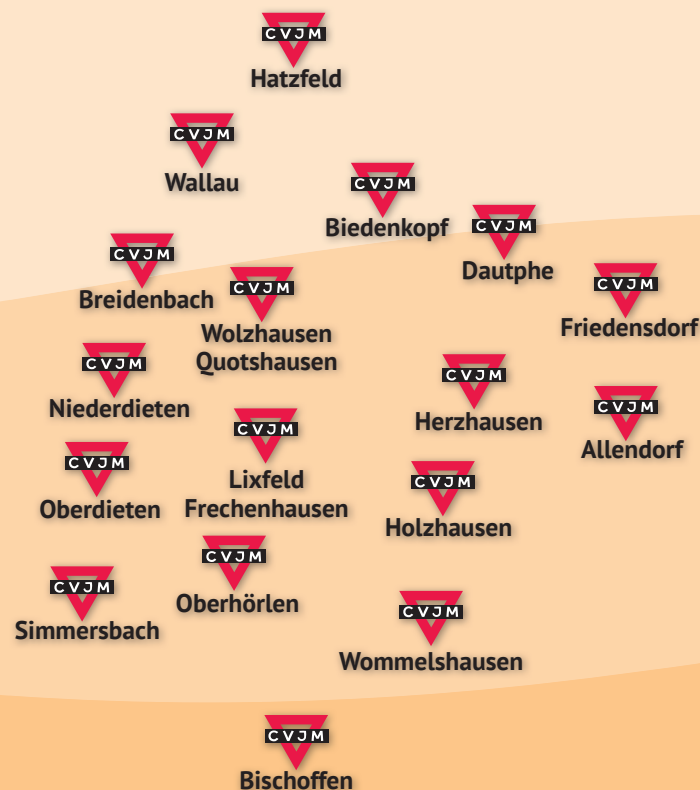 CVJM
Hatzfeld
CVJM
Wallau
CVJM
Biedenkopf
CVJM
Dautphe
CVJM
Breidenbach
CVJM
Wolzhausen
Quotshausen
CVJM
Friedensdorf
CVJM
Niederdieten
CVJM
Herzhausen
CVJM
Allendorf
CVJM
Lixfeld
Frechenhausen
CVJM
Oberdieten
CVJM
Holzhausen
CVJM
Oberhörlen
CVJM
Simmersbach
CVJM
Wommelshausen
CVJM
Bischoffen